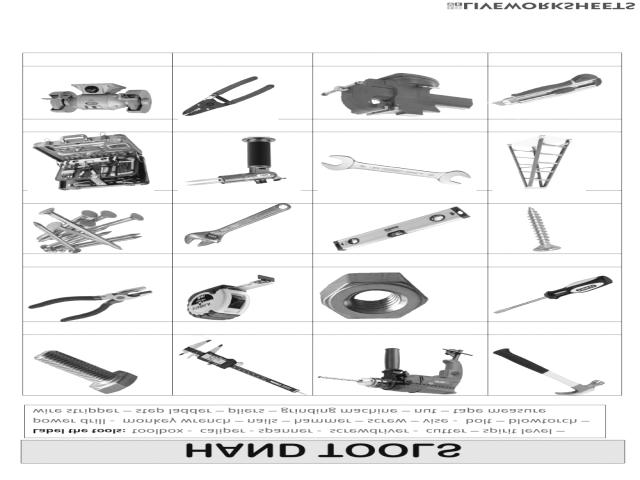 HAND TOOLS
Label the tools: toolbox - caliper - spanner - screwdriver - cutter – spirit level –
power drill - monkey wrench – nails – hammer – screw – vise - bolt – blowtorch –
wire stripper – step ladder – pliers – grinding machine – nut – tape measure
LIVEWORKSHEETS